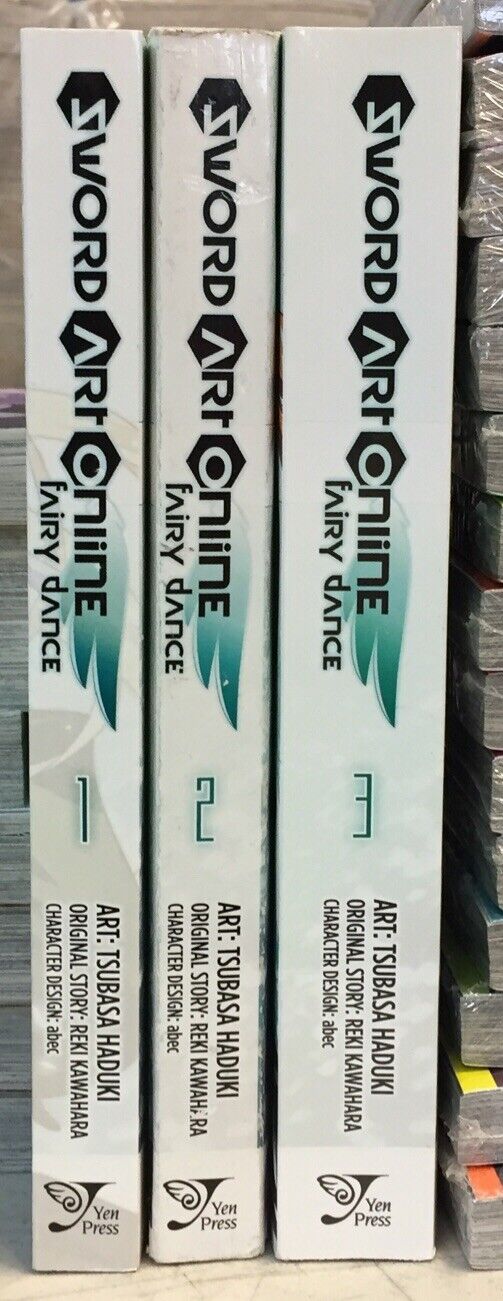 SWORD ART ONLINE
fAIRY dANCE
1
ART: TSUBASA HADUKI
ORIGINAL STORY: REKI KAWAHARA
CHARACTER DESIGN: abec
Yen
Press
SWORD ART ONLINE
fAIRY dANCE
2
ART: TSUBASA HADUKI
ORIGINAL STORY: REKI KAWAHARA
CHARACTER DESIGN: abec
Yen
Press
SWORD ART ONLINE
fAIRY dANCE
3
ART: TSUBASA HADUKI
ORIGINAL STORY: REKI KAWAHARA
CHARACTER DESIGN: abec
Yen
Press